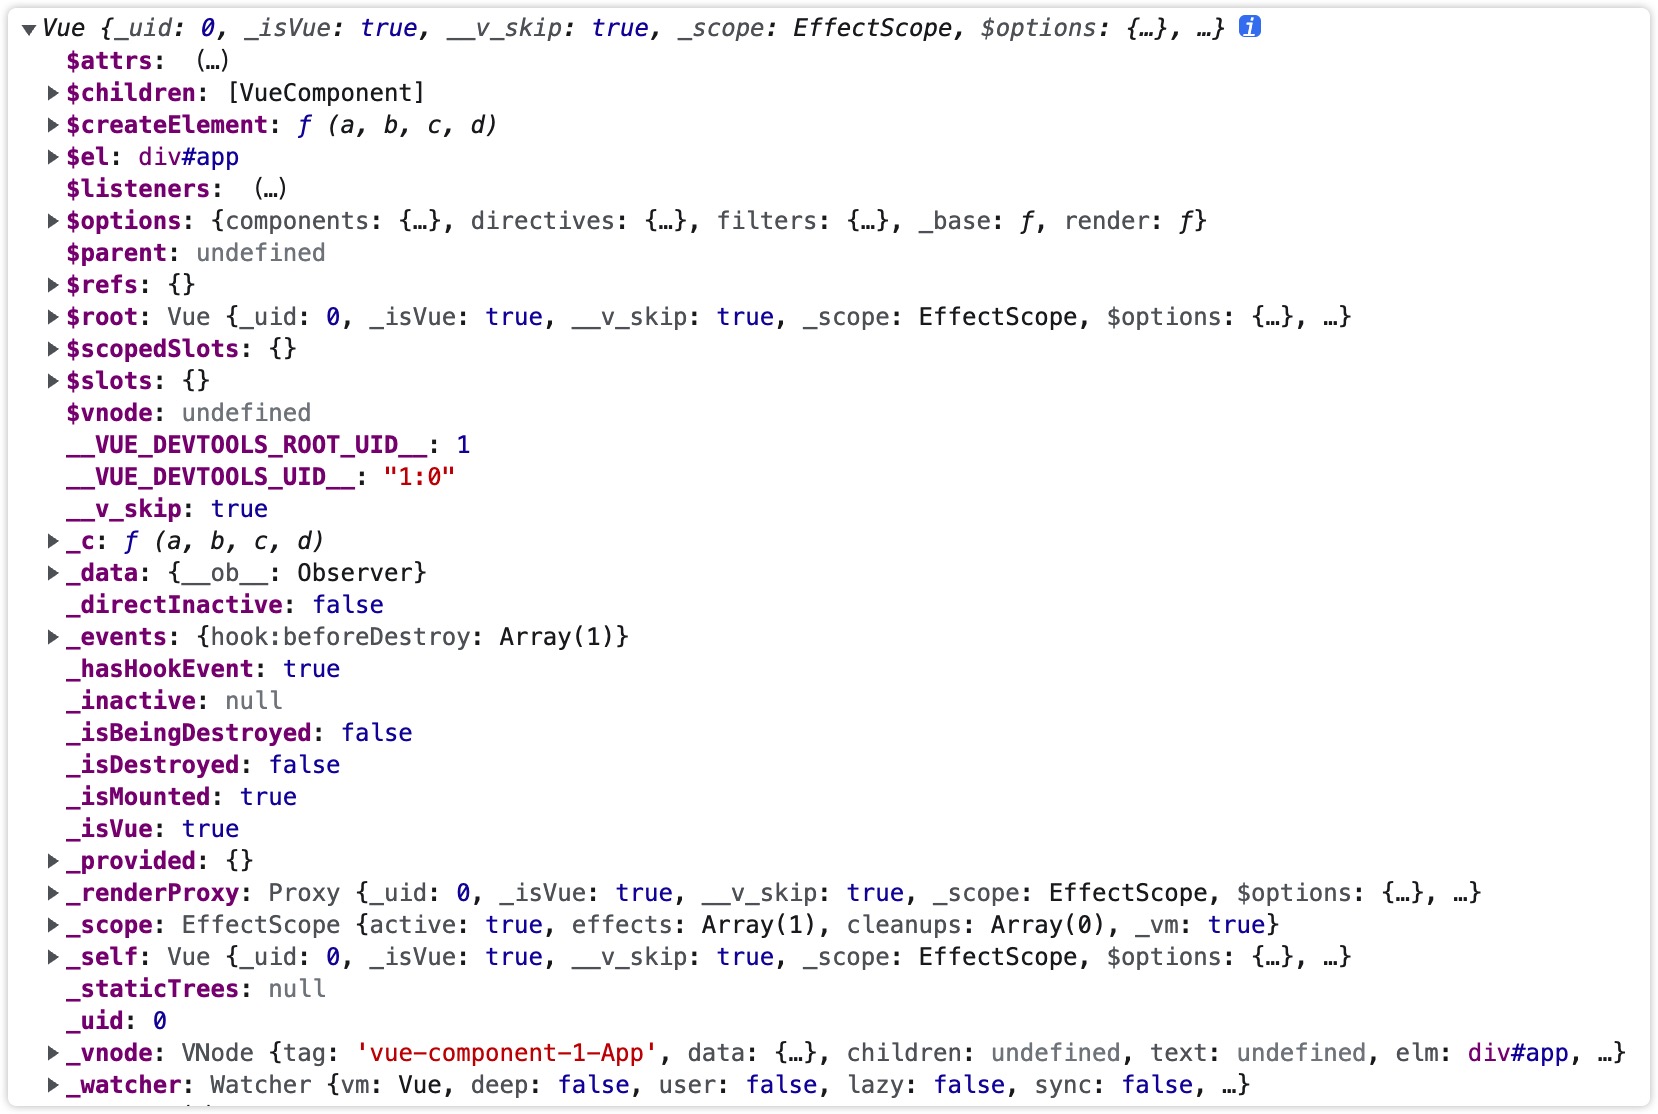 ▼Vue {_uid: 0, _isVue: true, __v_skip: true, _scope: EffectScope, $options: {…}, …} i
$attrs: (…)
▶$children: [VueComponent]
▶$createElement: ƒ (a, b, c, d)
▶$el: div#app
$listeners: (…)
▶$options: {components: {…}, directives: {…}, filters: {…}, _base: ƒ, render: ƒ}
$parent: undefined
▶$refs: {}
▶$root: Vue {_uid: 0, _isVue: true, __v_skip: true, _scope: EffectScope, $options: {…}, …}
▶$scopedSlots: {}
▶$slots: {}
$vnode: undefined
__VUE_DEVTOOLS_ROOT_UID__: 1
__VUE_DEVTOOLS_UID__: "1:0"
__v_skip: true
▶_c: ƒ (a, b, c, d)
▶_data: {__ob__: Observer}
_directInactive: false
▶_events: {hook:beforeDestroy: Array(1)}
_hasHookEvent: true
_inactive: null
_isBeingDestroyed: false
_isDestroyed: false
_isMounted: true
_isVue: true
▶_provided: {}
▶_renderProxy: Proxy {_uid: 0, _isVue: true, __v_skip: true, _scope: EffectScope, $options: {…}, …}
▶_scope: EffectScope {active: true, effects: Array(1), cleanups: Array(0), _vm: true}
▶_self: Vue {_uid: 0, _isVue: true, __v_skip: true, _scope: EffectScope, $options: {…}, …}
_staticTrees: null
_uid: 0
▶_vnode: VNode {tag: 'vue-component-1-App', data: {…}, children: undefined, text: undefined, elm: div#app, …}
▶_watcher: Watcher {vm: Vue, deep: false, user: false, lazy: false, sync: false, …}